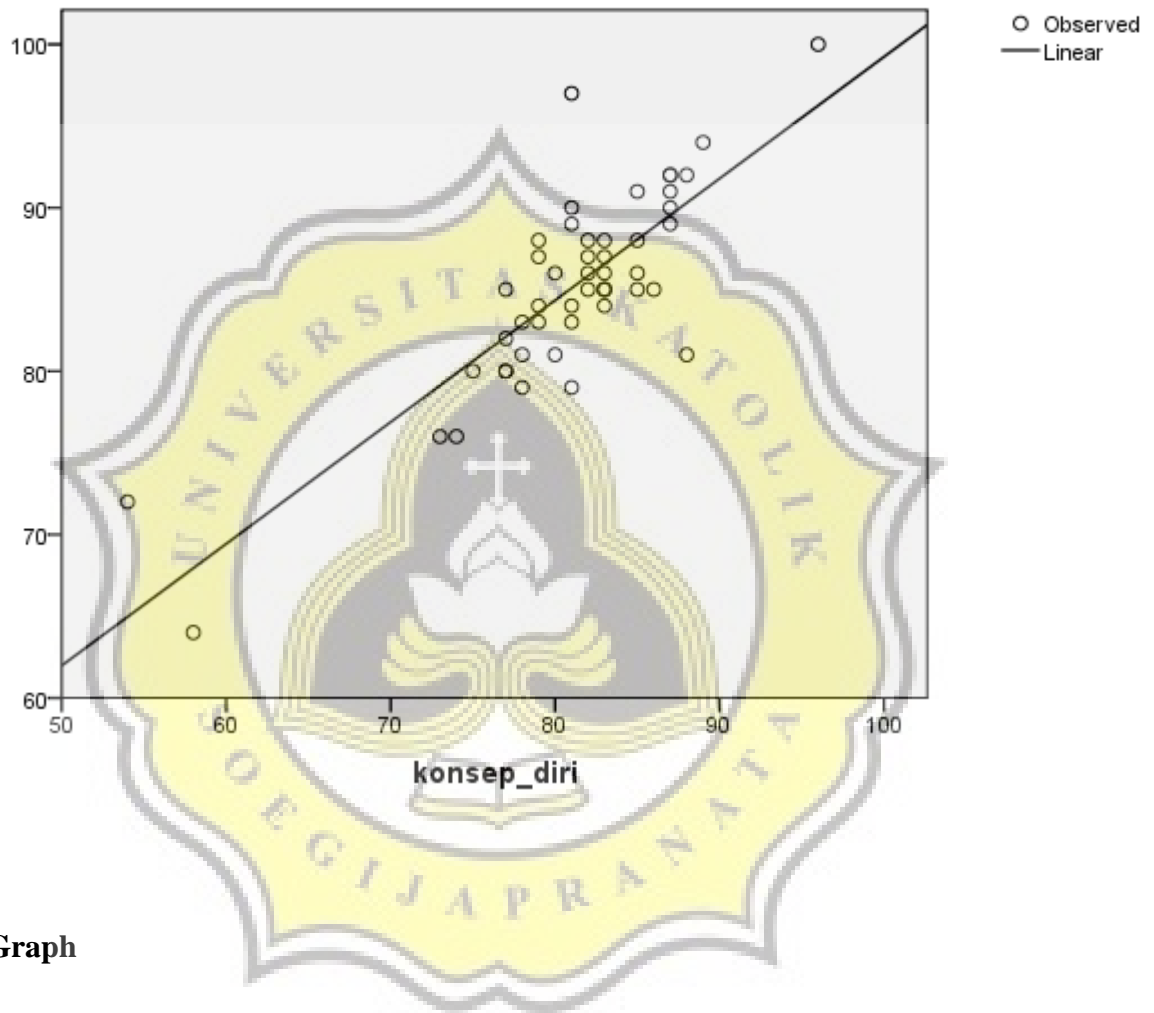 Observed
Linear
100
90
80
70
60
50 60 70 80 90 100
konsep_diri
UNIVERSITAS KATOLIK
SOEGIJAPRANATA
Graph